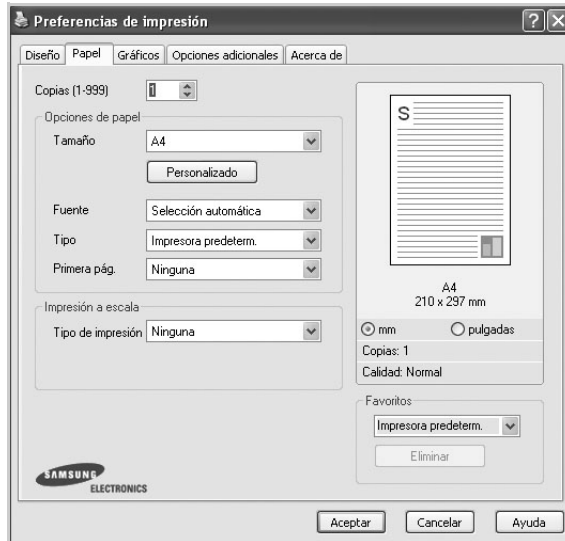 Preferencias de impresión
Diseño Papel Gráficos Opciones adicionales Acerca de
Copias (1-999) 1
Opciones de papel
Tamaño A4
Personalizado
Fuente Selección automática
Tipo Impresora predeterm.
Primera pág. Ninguna
Impresión a escala
Tipo de impresión Ninguna
SAMSUNG
ELECTRONICS
S
A4
210 x 297 mm
mm pulgadas
Copias: 1
Calidad: Normal
Favoritos
Impresora predeterm.
Eliminar
Aceptar Cancelar Ayuda